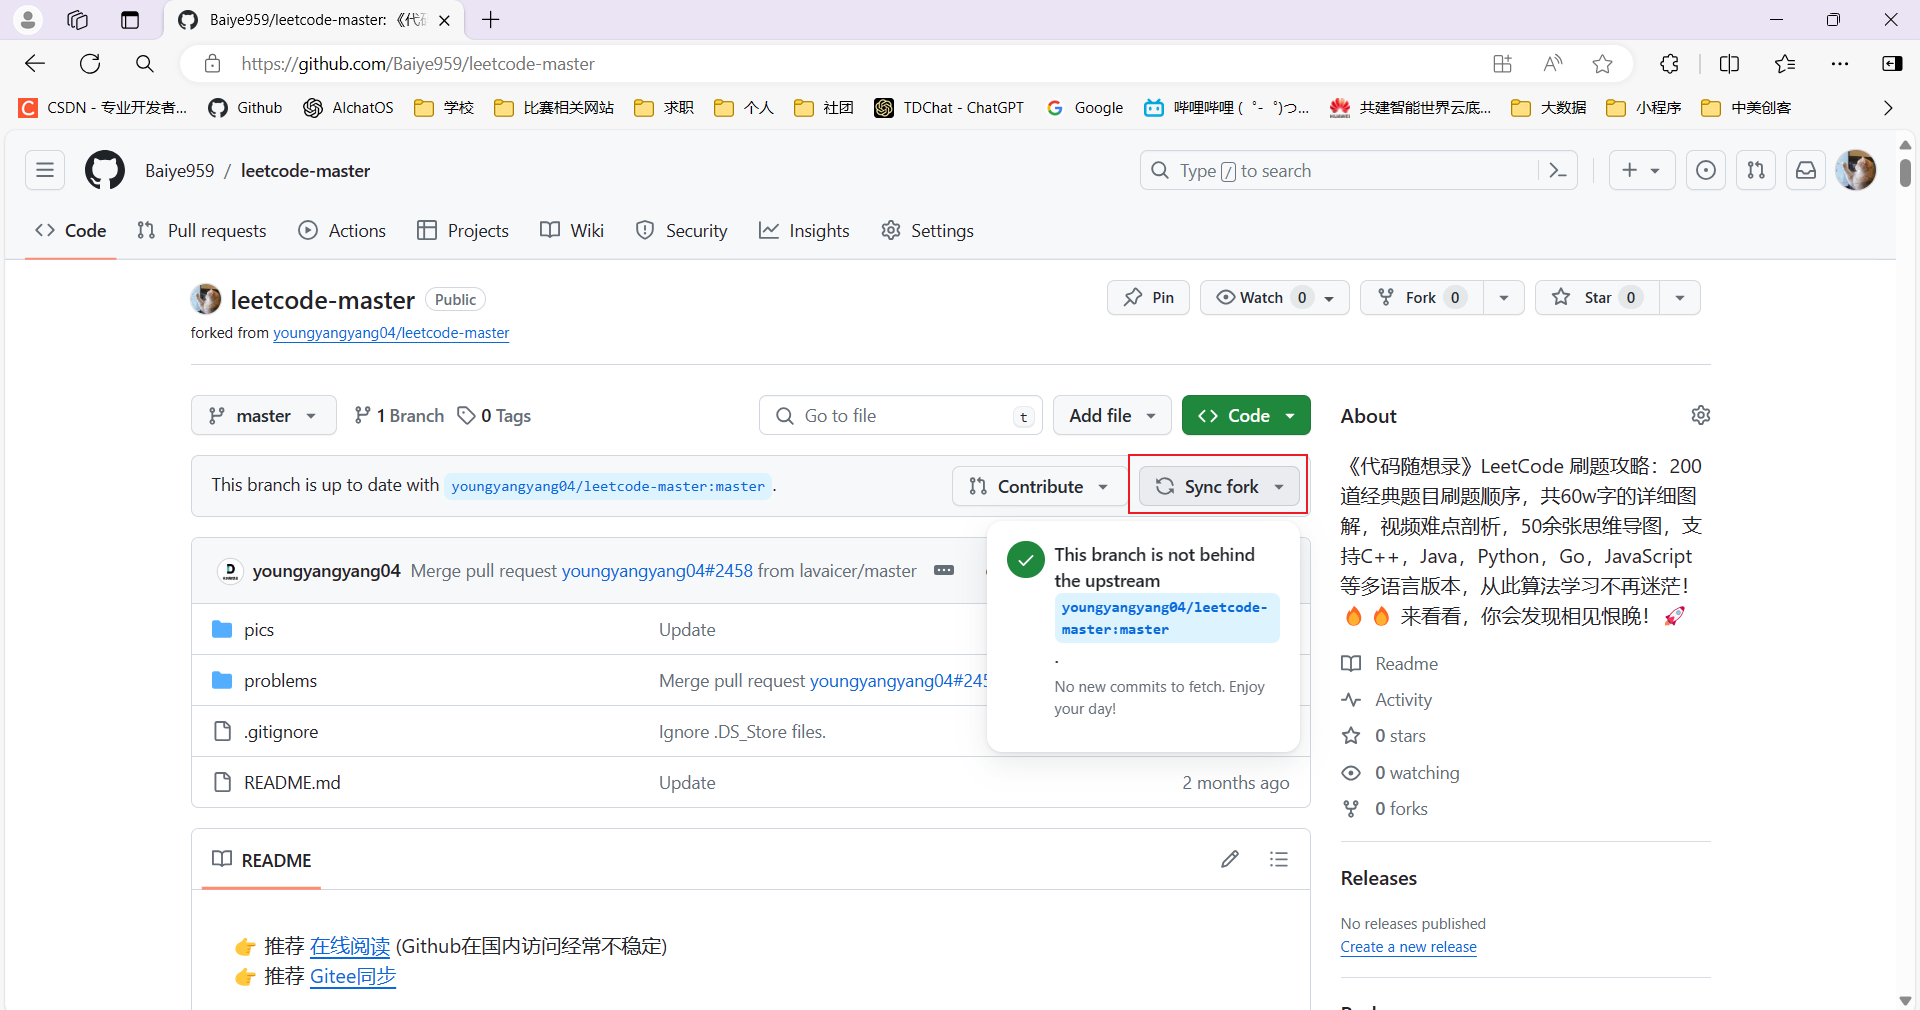 Baiye959/leetcode-master: 《代码
https://github.com/Baiye959/leetcode-master
CSDN - 专业开发者...
Github
AIchatOS
学校
比赛相关网站
求职
个人
社团
TDChat - ChatGPT
Google
哔哩哔哩 ( ゜- ゜)つ...
共建智能世界云底...
大数据
小程序
中美创客
Baiye959 / leetcode-master
Type / to search
Code
Pull requests
Actions
Projects
Wiki
Security
Insights
Settings
leetcode-master Public
Pin
Watch 0
Fork 0
Star 0
forked from youngyangyang04/leetcode-master
master
1 Branch
0 Tags
Go to file t
Add file
Code
This branch is up to date with youngyangyang04/leetcode-master:master .
Contribute
Sync fork
This branch is not behind
the upstream
youngyangyang04/leetcode-
master:master
.
No new commits to fetch. Enjoy
your day!
youngyangyang04 Merge pull request youngyangyang04#2458 from lavaicer/master
pics Update
problems Merge pull request youngyangyang04#245
.gitignore Ignore .DS_Store files.
README.md Update 2 months ago
README
👉 推荐 在线阅读 (Github在国内访问经常不稳定)
👉 推荐 Gitee同步
About
《代码随想录》LeetCode 刷题攻略：200
道经典题目刷题顺序，共60w字的详细图
解，视频难点剖析，50余张思维导图，支
持C++，Java，Python，Go，JavaScript
等多语言版本，从此算法学习不再迷茫！
🔥🔥 来看看，你会发现相见恨晚！🚀
Readme
Activity
0 stars
0 watching
0 forks
Releases
No releases published
Create a new release